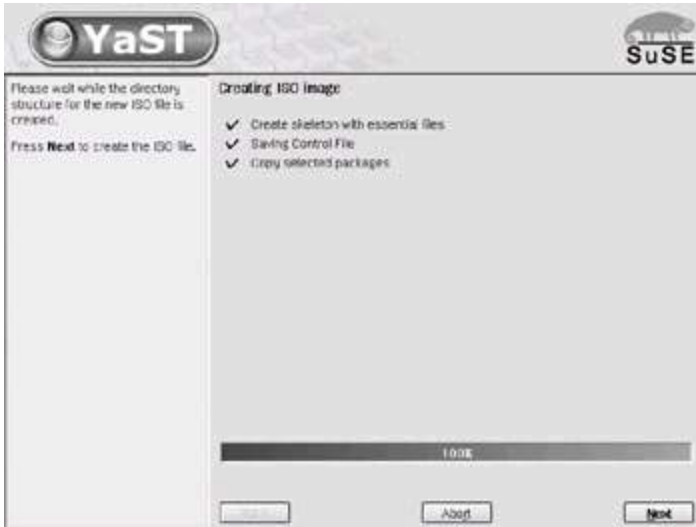 YaST
SuSE
Please wait while the directory
structure for the new ISO file is
created.
Press Next to create the ISO file.
Creating ISO image
Create skeleton with essential files
Saving Control File
Copy selected packages
100%
Abort
Next